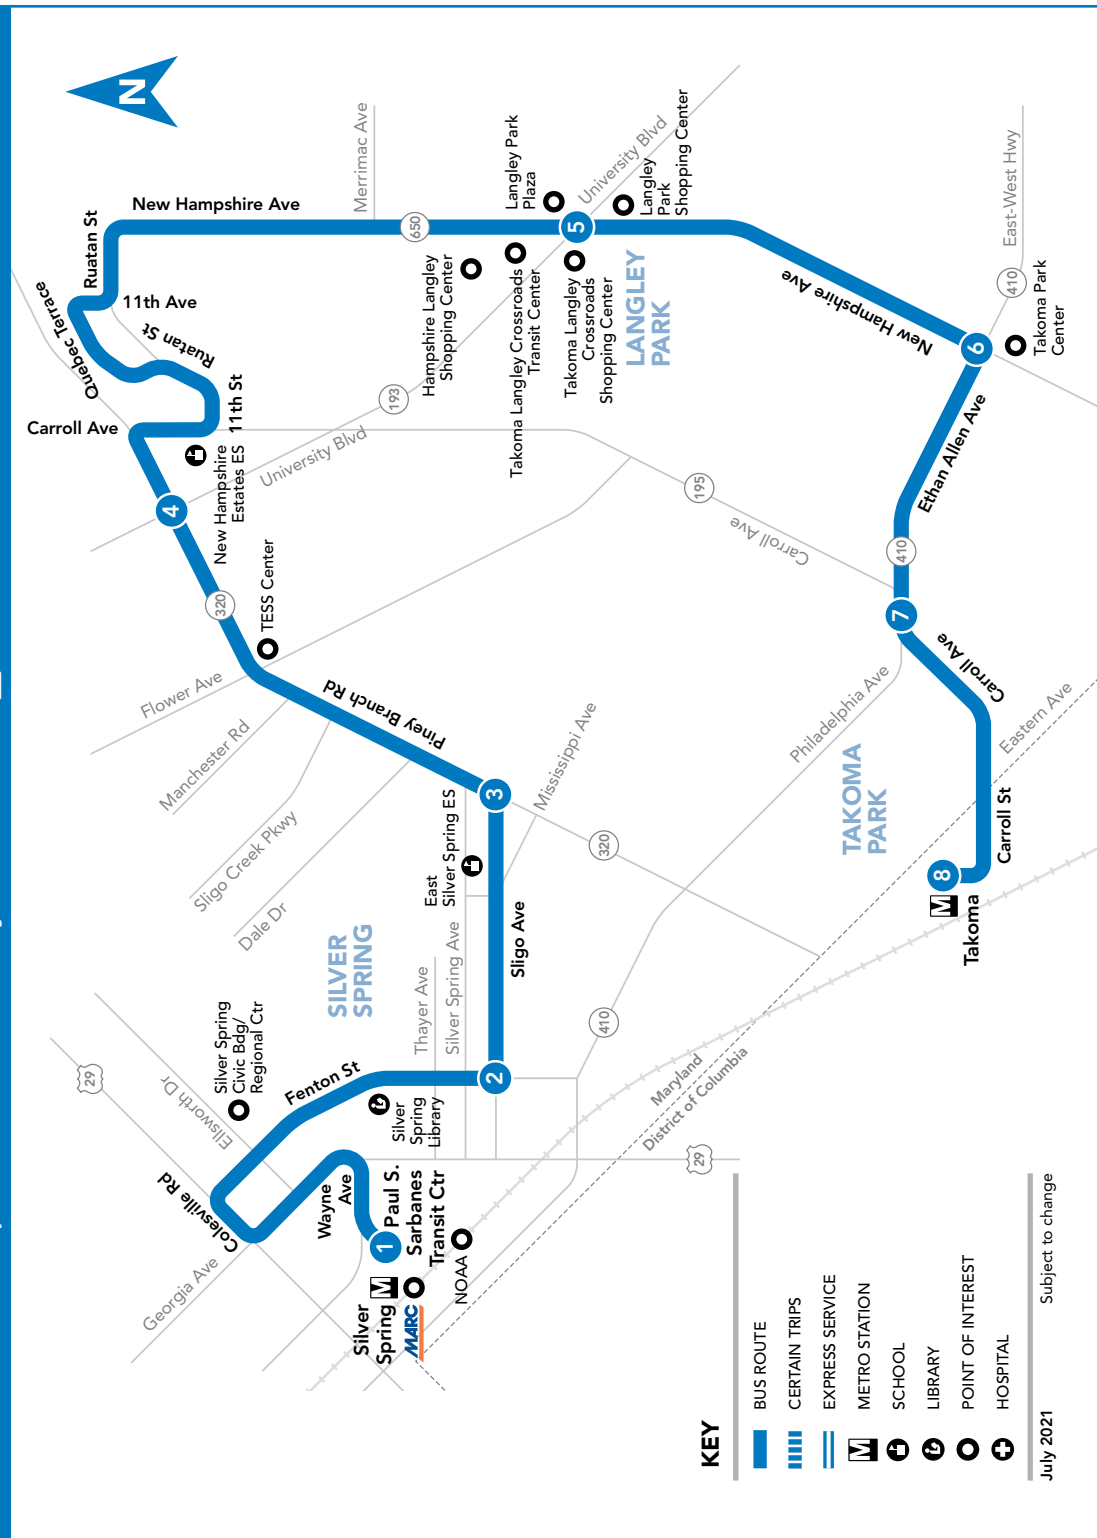 N
New Hampshire Ave
Ruatan St
11th Ave
Quebec Terrace
Ruatan St
Carroll Ave
11th St
Merrimac Ave
650
Langley Park
Plaza
University Blvd
Langley
Park
Shopping Center
5
Hampshire Langley
Shopping Center
Takoma Langley Crossroads
Transit Center
Takoma Langley
Crossroads
Shopping Center
LANGLEY
PARK
New Hampshire Ave
East-West Hwy
410
6
Takoma Park
Center
193
University Blvd
New Hampshire
Estates ES
4
320
TESS Center
195
Carroll Ave
Ethan Allen Ave
410
7
Carroll Ave
Philadelphia Ave
Eastern Ave
TAKOMA
PARK
Carroll St
8
M
Takoma
Flower Ave
Manchester Rd
Piney Branch Rd
Sligo Creek Pkwy
Dale Dr
3
Mississippi Ave
320
East
Silver Spring ES
SILVER
SPRING
Sligo Ave
Thayer Ave
Silver Spring Ave
410
2
Maryland
District of Columbia
29
Ellsworth Dr
Silver Spring
Civic Bdg/
Regional Ctr
Fenton St
Silver
Spring
Library
29
Colesville Rd
Georgia Ave
Wayne
Ave
1
Paul S.
Sarbanes
Transit Ctr
Silver
Spring
M
MARC
NOAA
KEY
BUS ROUTE
CERTAIN TRIPS
EXPRESS SERVICE
M METRO STATION
SCHOOL
LIBRARY
POINT OF INTEREST
HOSPITAL
July 2021
Subject to change